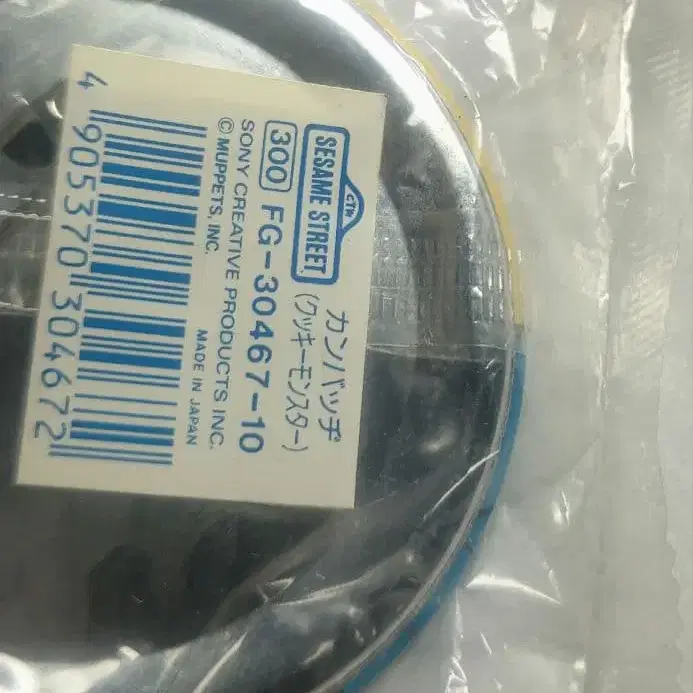 SESAME STREET
CTW
カンバッヂ
(クッキーモンスター)
300 FG-30467-10
SONY CREATIVE PRODUCTS INC.
© MUPPETS, INC.
MADE IN JAPAN
4 905370 304672